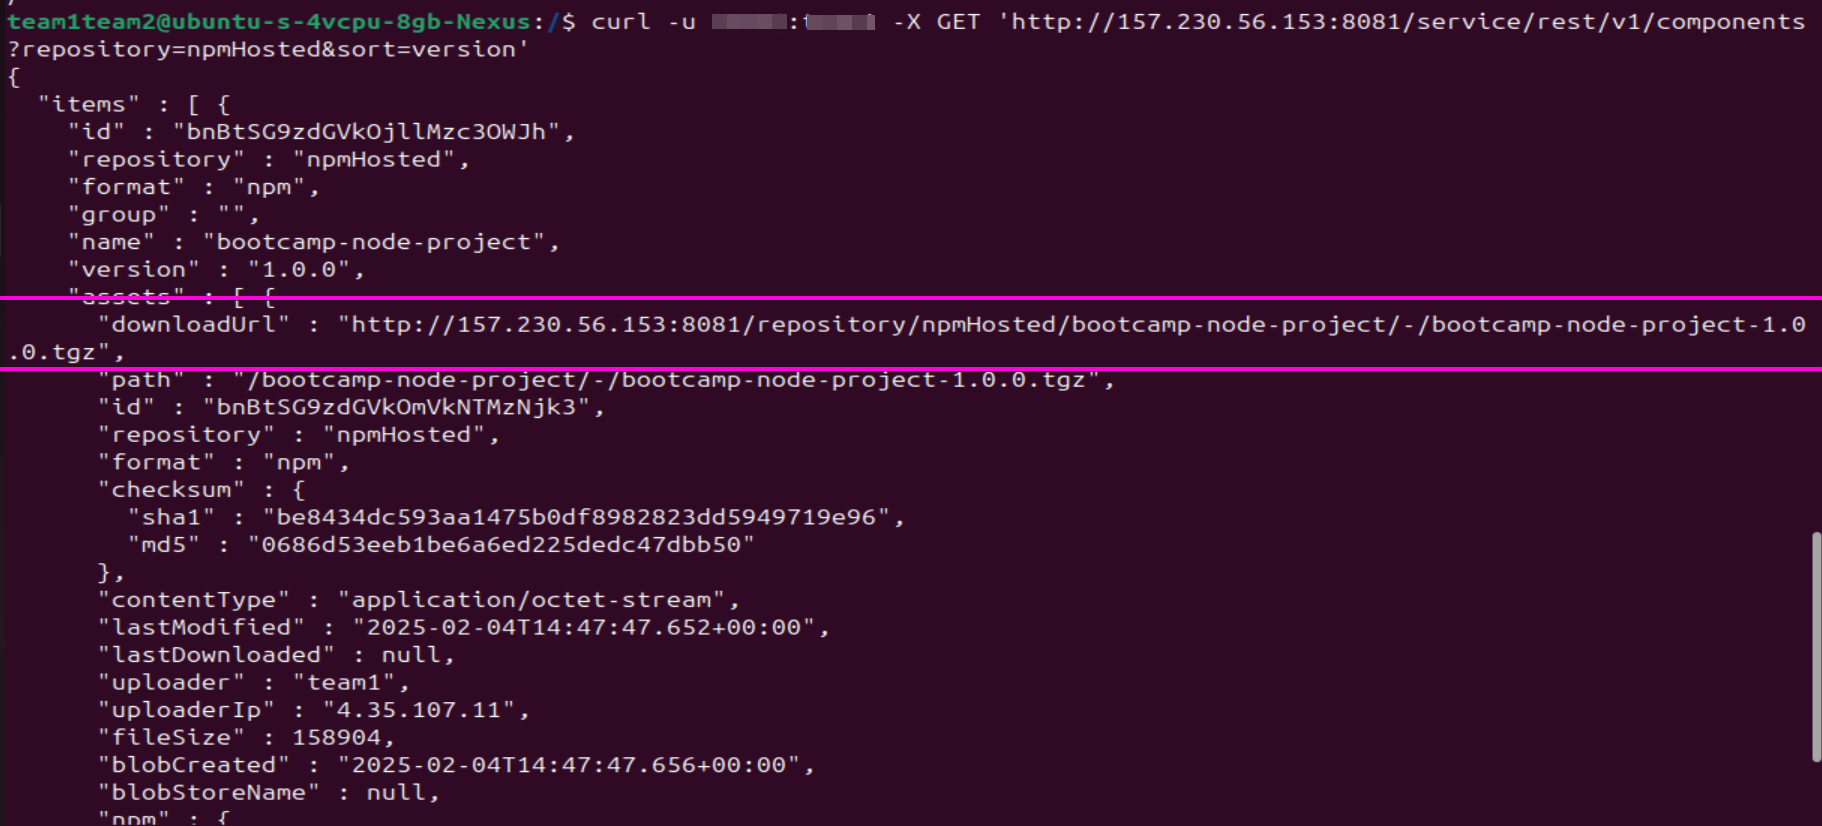 team1team2@ubuntu-s-4vcpu-8gb-Nexus:/$ curl -u : -X GET 'http://157.230.56.153:8081/service/rest/v1/components
?repository=npmHosted&sort=version'
{
  "items" : [ {
    "id" : "bnBtSG9zdGVkOjllMzc3OWJh",
    "repository" : "npmHosted",
    "format" : "npm",
    "group" : "",
    "name" : "bootcamp-node-project",
    "version" : "1.0.0",
    "assets" : [ {
      "downloadUrl" : "http://157.230.56.153:8081/repository/npmHosted/bootcamp-node-project/-/bootcamp-node-project-1.0
.0.tgz",
      "path" : "/bootcamp-node-project/-/bootcamp-node-project-1.0.0.tgz",
      "id" : "bnBtSG9zdGVkOmVkNTMzNjk3",
      "repository" : "npmHosted",
      "format" : "npm",
      "checksum" : {
        "sha1" : "be8434dc593aa1475b0df8982823dd5949719e96",
        "md5" : "0686d53eeb1be6a6ed225dedc47dbb50"
      },
      "contentType" : "application/octet-stream",
      "lastModified" : "2025-02-04T14:47:47.652+00:00",
      "lastDownloaded" : null,
      "uploader" : "team1",
      "uploaderIp" : "4.35.107.11",
      "fileSize" : 158904,
      "blobCreated" : "2025-02-04T14:47:47.656+00:00",
      "blobStoreName" : null,
      "npm" : {